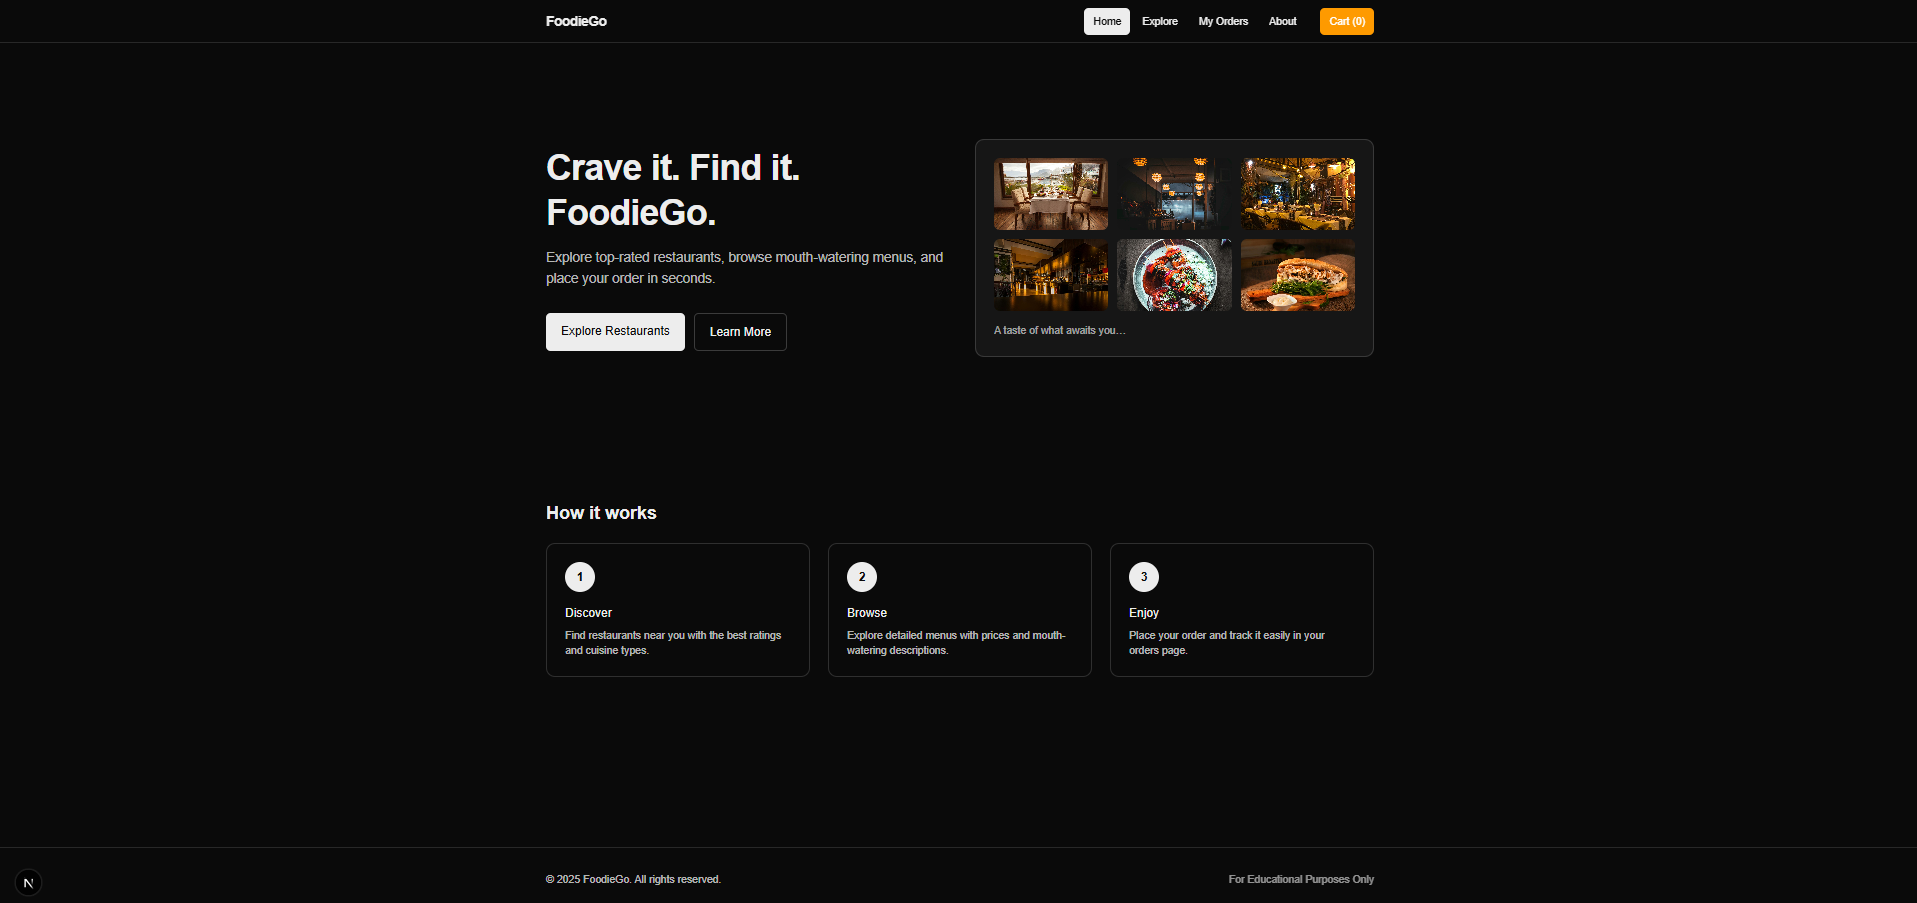 FoodieGo
Home
Explore
My Orders
About
Cart (0)
Crave it. Find it.
FoodieGo.
Explore top-rated restaurants, browse mouth-watering menus, and
place your order in seconds.
Explore Restaurants
Learn More
A taste of what awaits you…
How it works
1
Discover
Find restaurants near you with the best ratings
and cuisine types.
2
Browse
Explore detailed menus with prices and mouth-
watering descriptions.
3
Enjoy
Place your order and track it easily in your
orders page.
N
© 2025 FoodieGo. All rights reserved.
For Educational Purposes Only